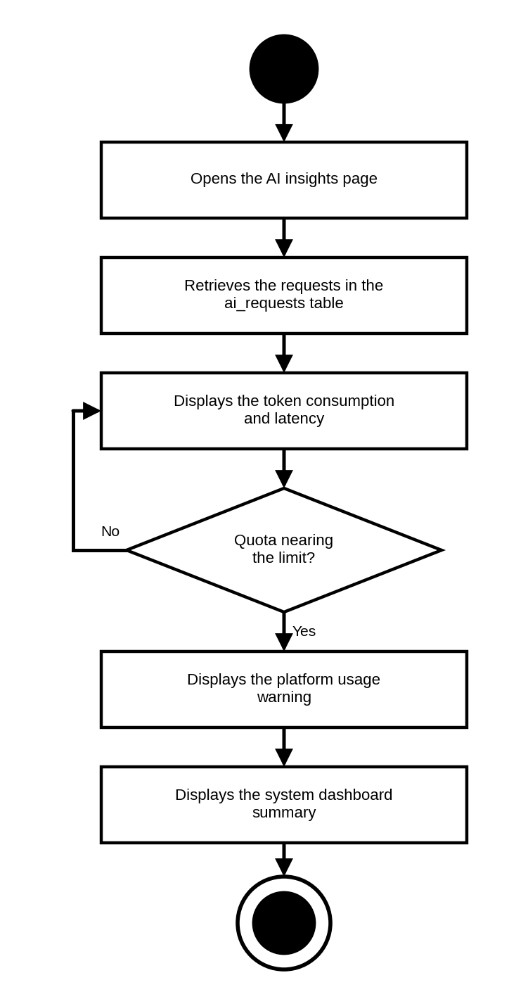 Opens the AI insights page
Retrieves the requests in the
ai_requests table
Displays the token consumption
and latency
No
Quota nearing
the limit?
Yes
Displays the platform usage
warning
Displays the system dashboard
summary